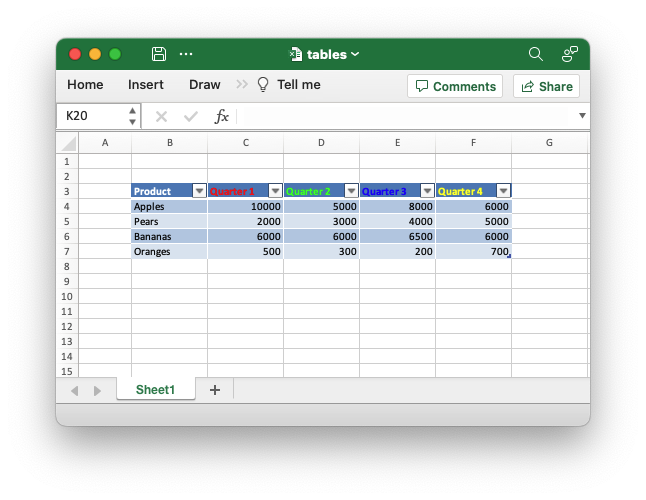 tables
Home Insert Draw Tell me Comments Share
K20 fx
A B C D E F G
1
2
3 Product Quarter 1 Quarter 2 Quarter 3 Quarter 4
4 Apples 10000 5000 8000 6000
5 Pears 2000 3000 4000 5000
6 Bananas 6000 6000 6500 6000
7 Oranges 500 300 200 700
8
9
10
11
12
13
14
15
Sheet1